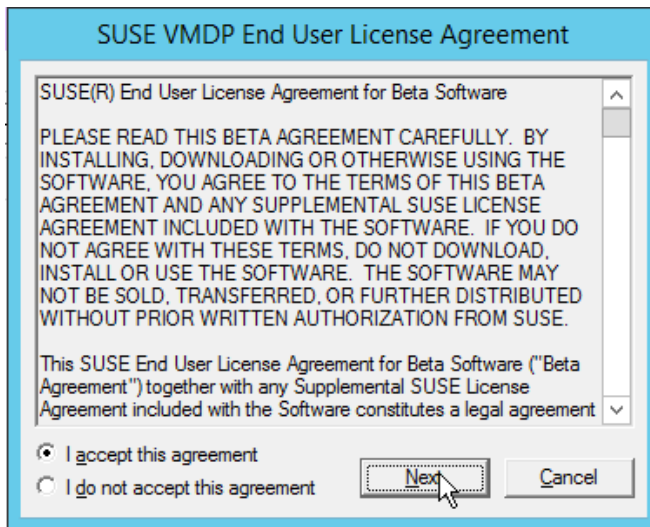 SUSE VMDP End User License Agreement
SUSE(R) End User License Agreement for Beta Software
PLEASE READ THIS BETA AGREEMENT CAREFULLY.  BY
INSTALLING, DOWNLOADING OR OTHERWISE USING THE
SOFTWARE, YOU AGREE TO THE TERMS OF THIS BETA
AGREEMENT AND ANY SUPPLEMENTAL SUSE LICENSE
AGREEMENT INCLUDED WITH THE SOFTWARE.  IF YOU DO
NOT AGREE WITH THESE TERMS, DO NOT DOWNLOAD,
INSTALL OR USE THE SOFTWARE.  THE SOFTWARE MAY
NOT BE SOLD, TRANSFERRED, OR FURTHER DISTRIBUTED
WITHOUT PRIOR WRITTEN AUTHORIZATION FROM SUSE.
This SUSE End User License Agreement for Beta Software ("Beta
Agreement") together with any Supplemental SUSE License
Agreement included with the Software constitutes a legal agreement
I accept this agreement
I do not accept this agreement
Next
Cancel